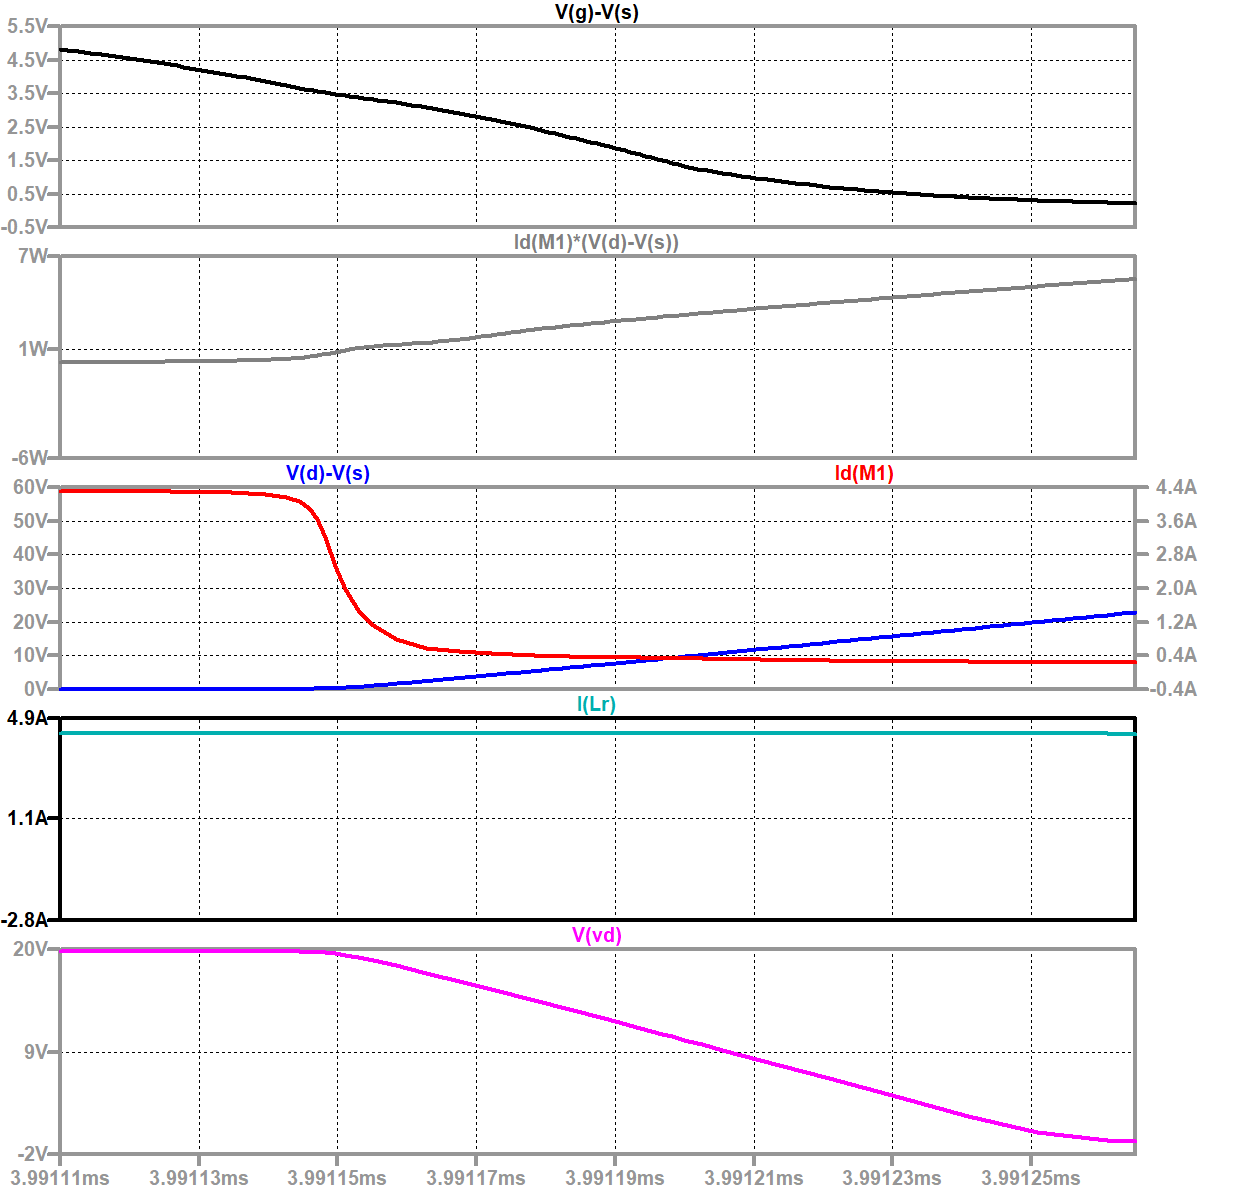 V(g)-V(s)
5.5V
4.5V
3.5V
2.5V
1.5V
0.5V
-0.5V
Id(M1)*(V(d)-V(s))
7W
1W
-6W
V(d)-V(s) Id(M1)
60V 4.4A
50V 3.6A
40V 2.8A
30V 2.0A
20V 1.2A
10V 0.4A
0V -0.4A
I(Lr)
4.9A
1.1A
-2.8A
V(vd)
20V
9V
-2V
3.99111ms 3.99113ms 3.99115ms 3.99117ms 3.99119ms 3.99121ms 3.99123ms 3.99125ms